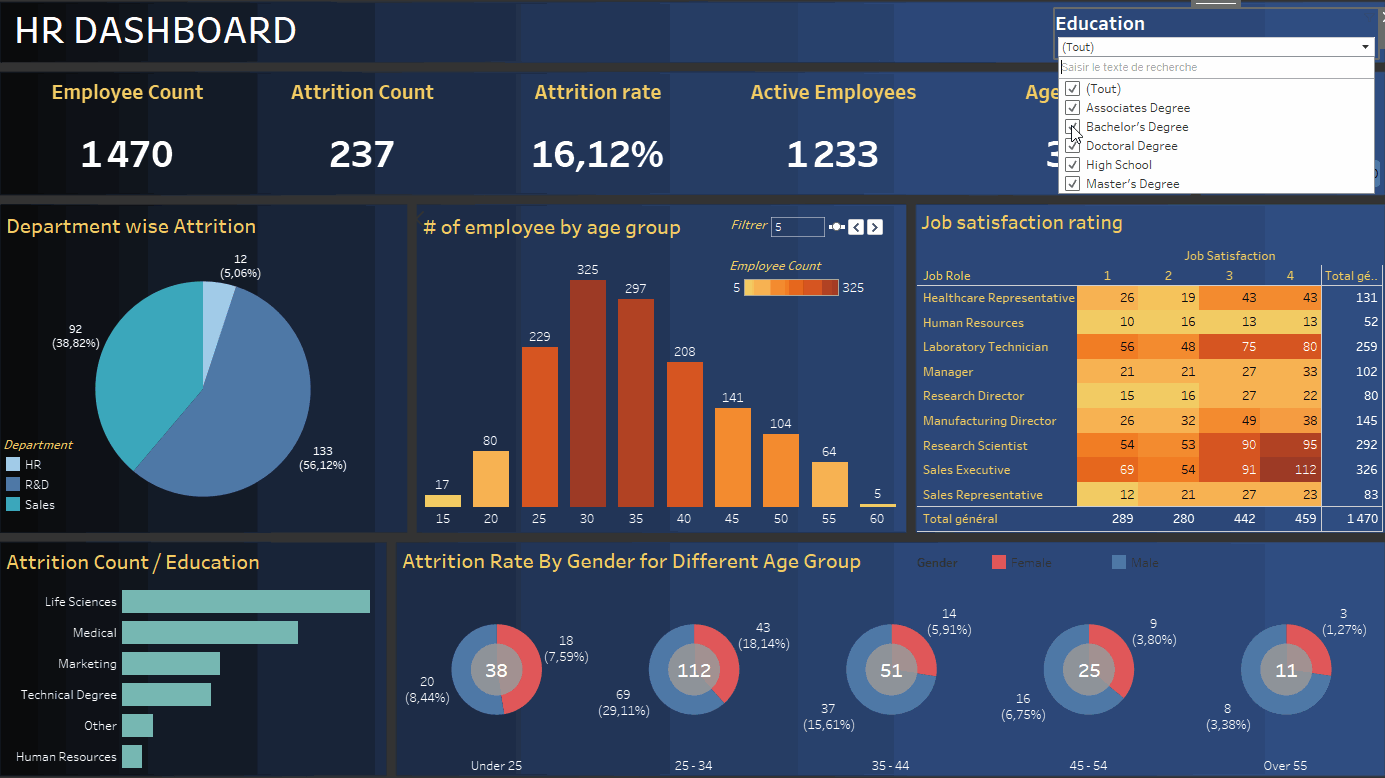 HR DASHBOARD
Education
(Tout)
Saisir le texte de recherche
(Tout)
Associates Degree
Bachelor's Degree
Doctoral Degree
High School
Master's Degree
Employee Count
Attrition Count
Attrition rate
Active Employees
1 470
237
16,12%
1 233
Department wise Attrition
12
(5,06%)
92
(38,82%)
133
(56,12%)
Department
HR
R&D
Sales
# of employee by age group
Filtrer 5
Employee Count
5 325
17
80
229
325
297
208
141
104
64
5
15 20 25 30 35 40 45 50 55 60
Job satisfaction rating
Job Satisfaction
Job Role 1 2 3 4 Total gé..
Healthcare Representative 26 19 43 43 131
Human Resources 10 16 13 13 52
Laboratory Technician 56 48 75 80 259
Manager 21 21 27 33 102
Research Director 15 16 27 22 80
Manufacturing Director 26 32 49 38 145
Research Scientist 54 53 90 95 292
Sales Executive 69 54 91 112 326
Sales Representative 12 21 27 23 83
Total général 289 280 442 459 1 470
Attrition Count / Education
Life Sciences
Medical
Marketing
Technical Degree
Other
Human Resources
Attrition Rate By Gender for Different Age Group
Gender Female Male
18
(7,59%)
38
20
(8,44%)
43
(18,14%)
112
69
(29,11%)
14
(5,91%)
51
37
(15,61%)
9
(3,80%)
25
16
(6,75%)
3
(1,27%)
11
8
(3,38%)
Under 25 25 - 34 35 - 44 45 - 54 Over 55